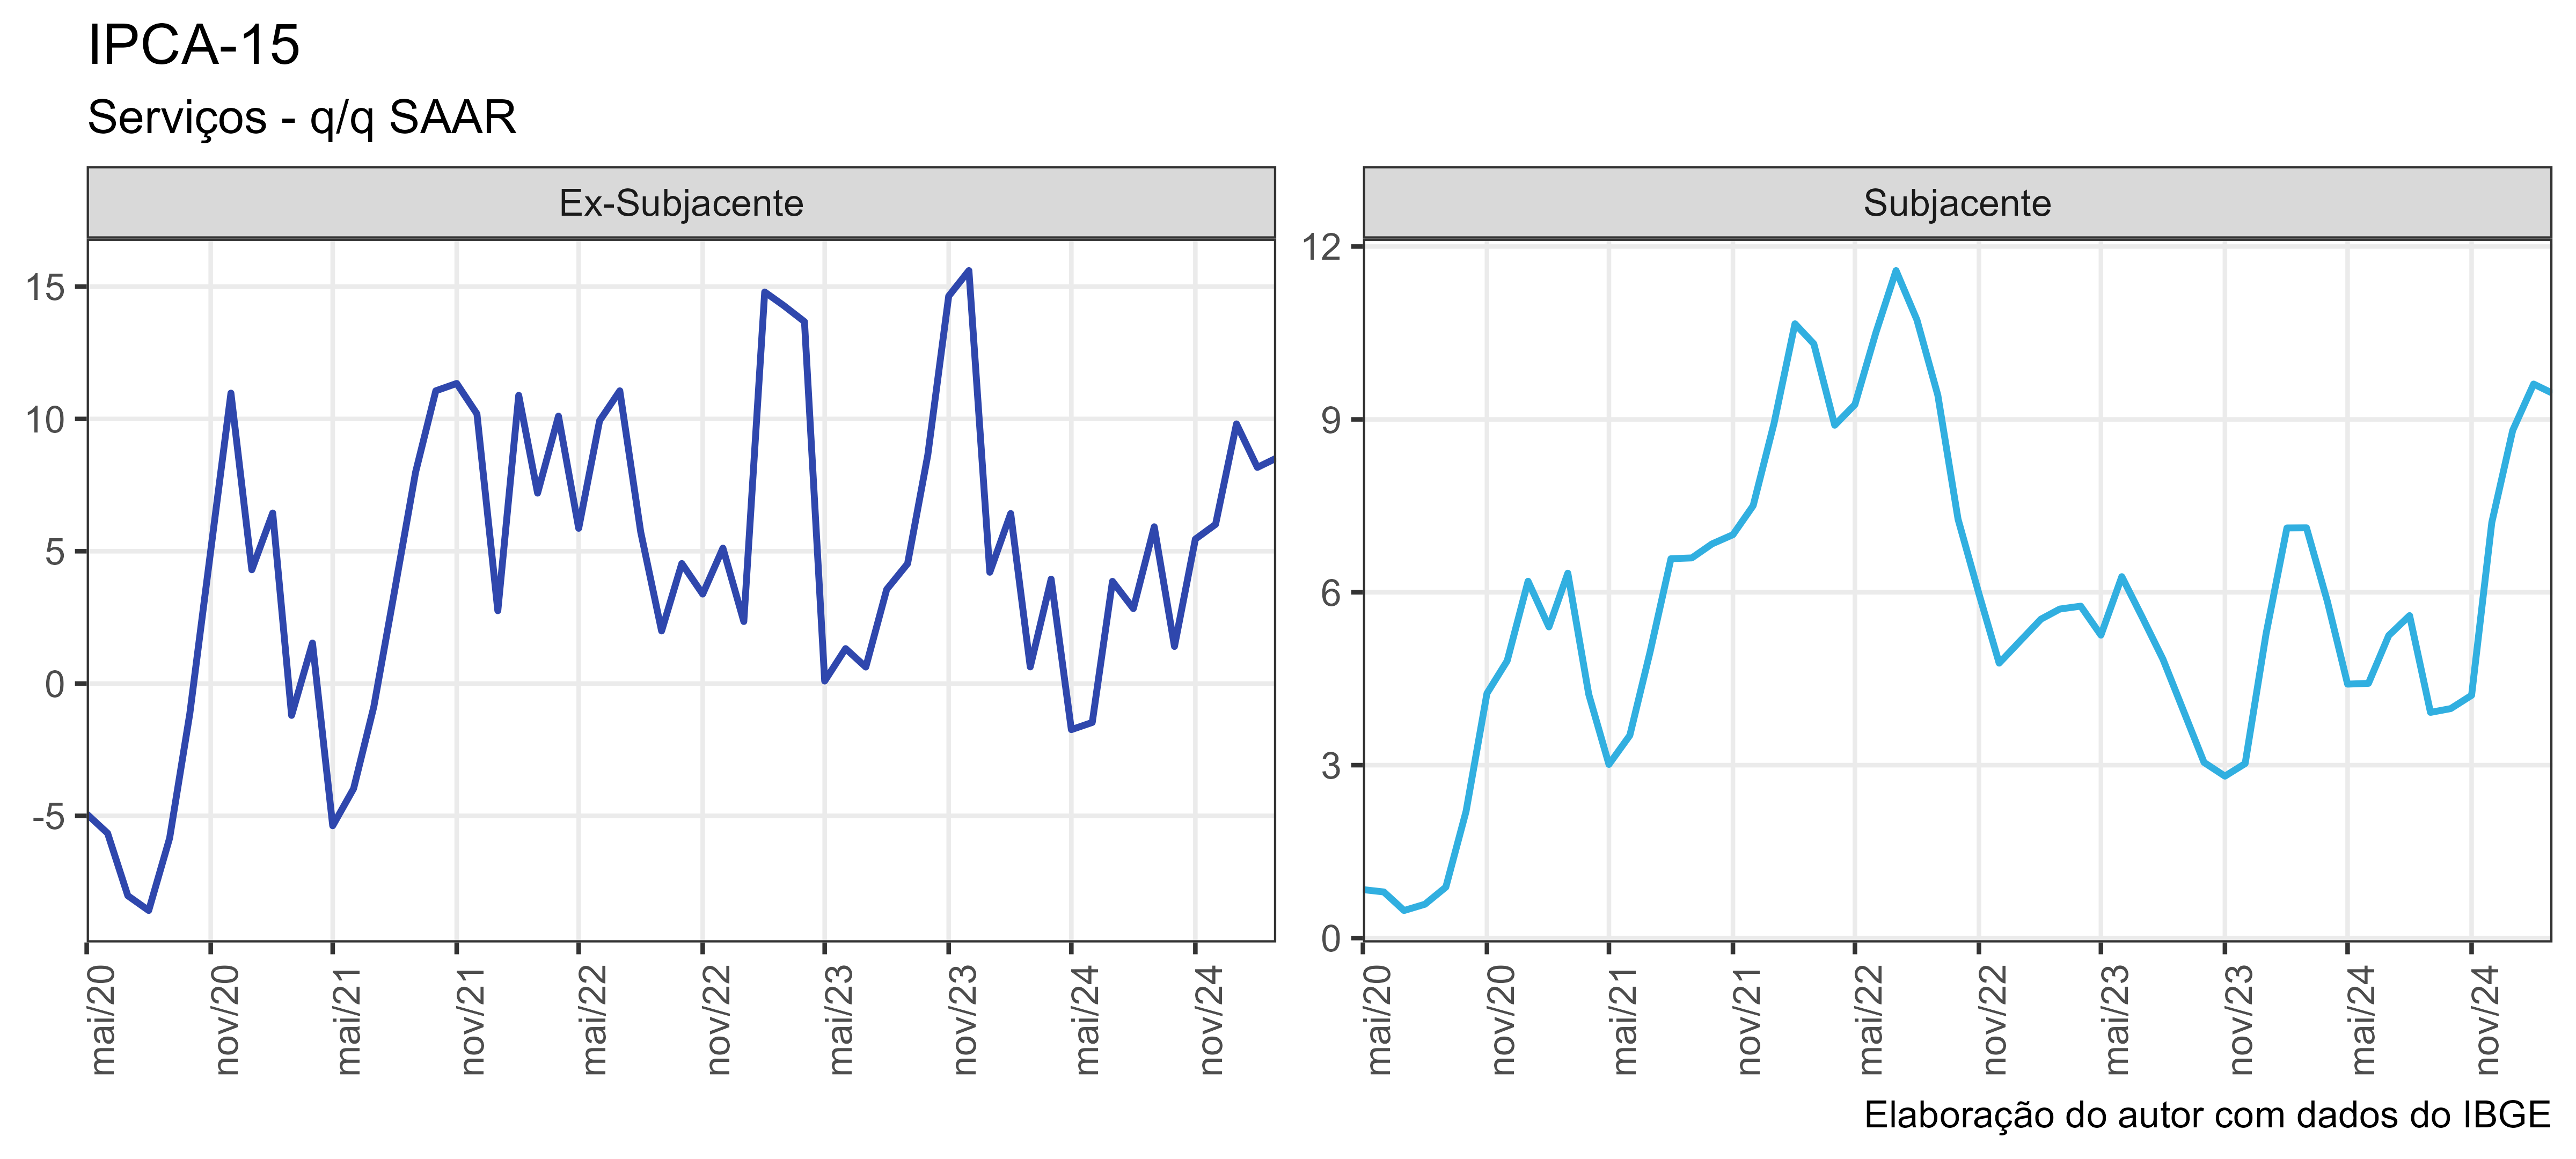 IPCA-15
Serviços - q/q SAAR
Ex-Subjacente
Subjacente
15
10
5
0
-5
12
9
6
3
0
mai/20
nov/20
mai/21
nov/21
mai/22
nov/22
mai/23
nov/23
mai/24
nov/24
mai/20
nov/20
mai/21
nov/21
mai/22
nov/22
mai/23
nov/23
mai/24
nov/24
Elaboração do autor com dados do IBGE